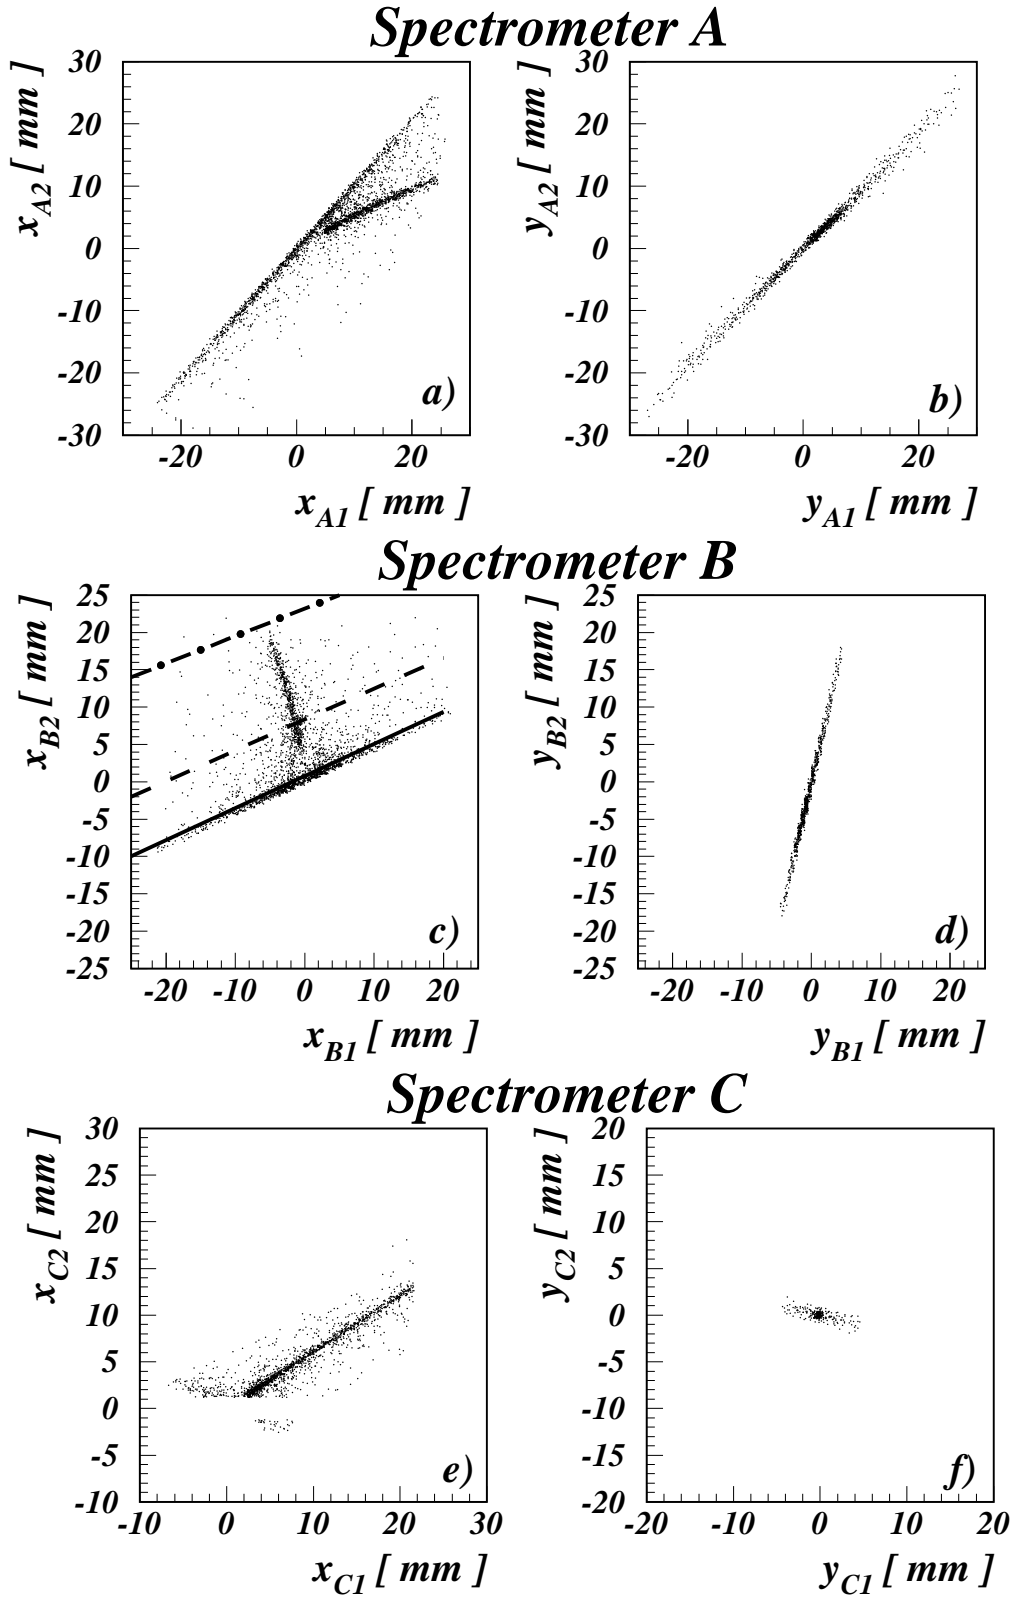 Spectrometer A
x_A2 [ mm ]
30
20
10
0
-10
-20
-30
a)
-20 0 20
x_A1 [ mm ]
y_A2 [ mm ]
30
20
10
0
-10
-20
-30
b)
-20 0 20
y_A1 [ mm ]
Spectrometer B
x_B2 [ mm ]
25
20
15
10
5
0
-5
-10
-15
-20
-25
c)
-20 -10 0 10 20
x_B1 [ mm ]
y_B2 [ mm ]
25
20
15
10
5
0
-5
-10
-15
-20
-25
d)
-20 -10 0 10 20
y_B1 [ mm ]
Spectrometer C
x_C2 [ mm ]
30
25
20
15
10
5
0
-5
-10
e)
-10 0 10 20 30
x_C1 [ mm ]
y_C2 [ mm ]
20
15
10
5
0
-5
-10
-15
-20
f)
-20 -10 0 10 20
y_C1 [ mm ]